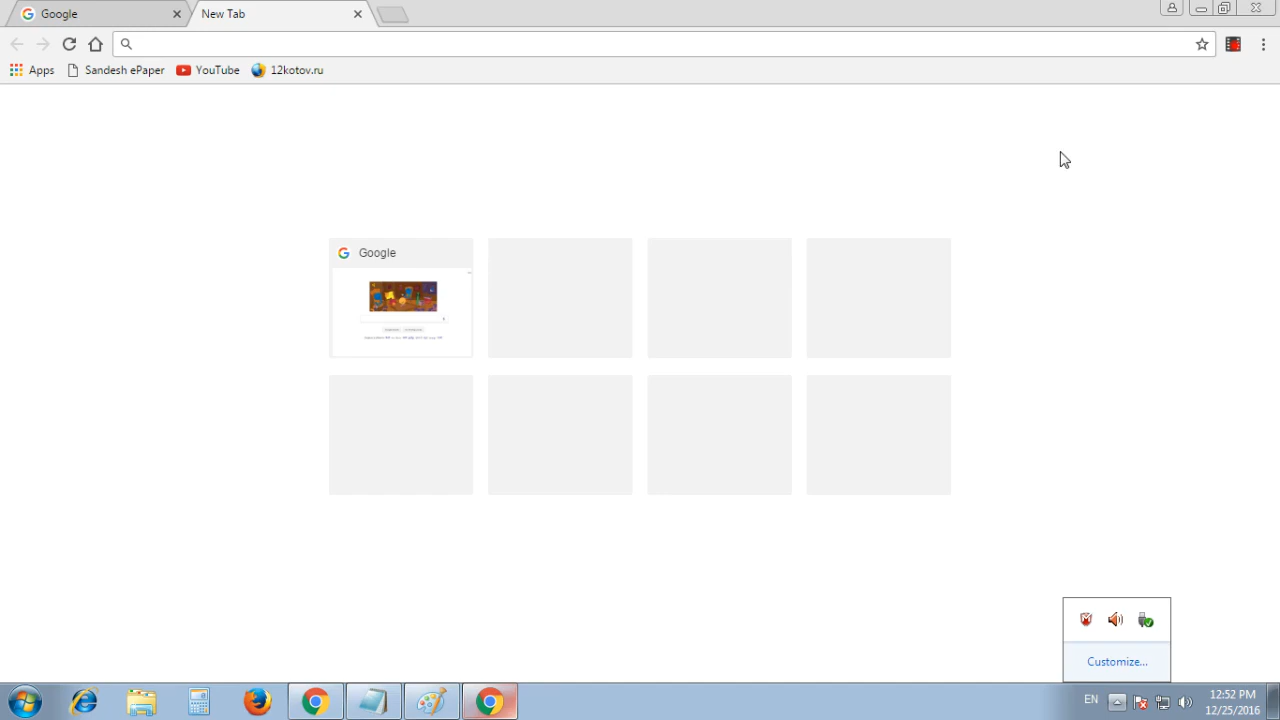 Google
New Tab
Apps
Sandesh ePaper
YouTube
12kotov.ru
Google
Customize...
EN
12:52 PM
12/25/2016